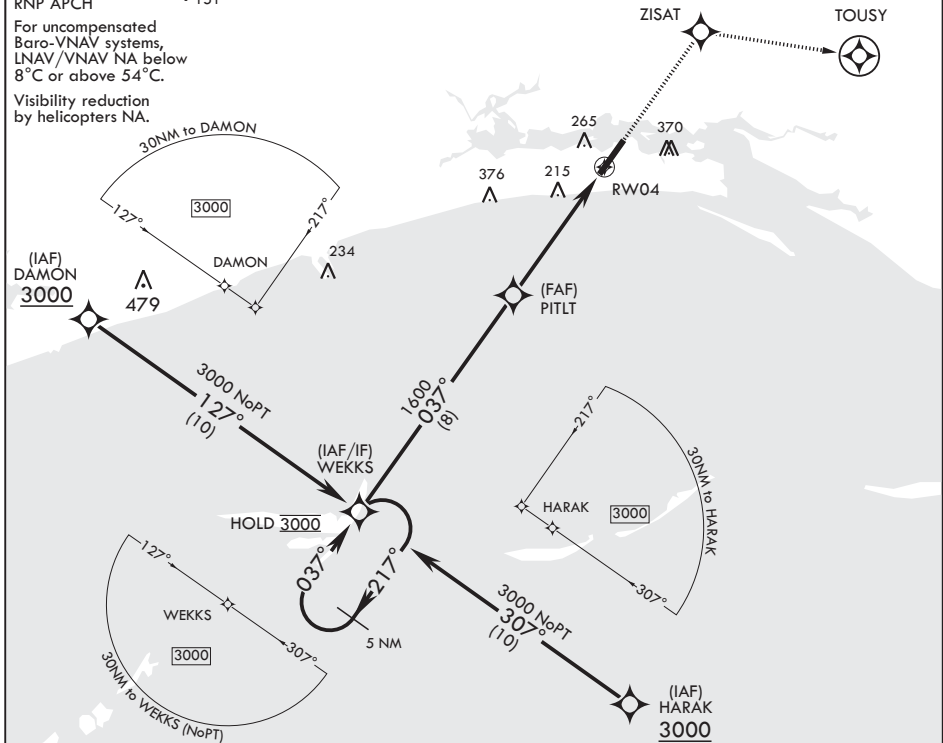 RNP APCH
For uncompensated
Baro-VNAV systems,
LNAV/VNAV NA below
8°C or above 54°C.
Visibility reduction
by helicopters NA.
ZISAT
TOUSY
30NM to DAMON
127°
3000
217°
DAMON
265
370
376
215
RW04
234
(IAF)
DAMON
3000
479
(FAF)
PITLT
3000 NoPT
127°
(10)
1600
037°
(8)
(IAF/IF)
WEKKS
HOLD 3000
037°
217°
5 NM
217°
30NM to HARAK
HARAK
3000
307°
127°
WEKKS
3000
307°
30NM to WEKKS (NoPT)
3000 NoPT
307°
(10)
(IAF)
HARAK
3000